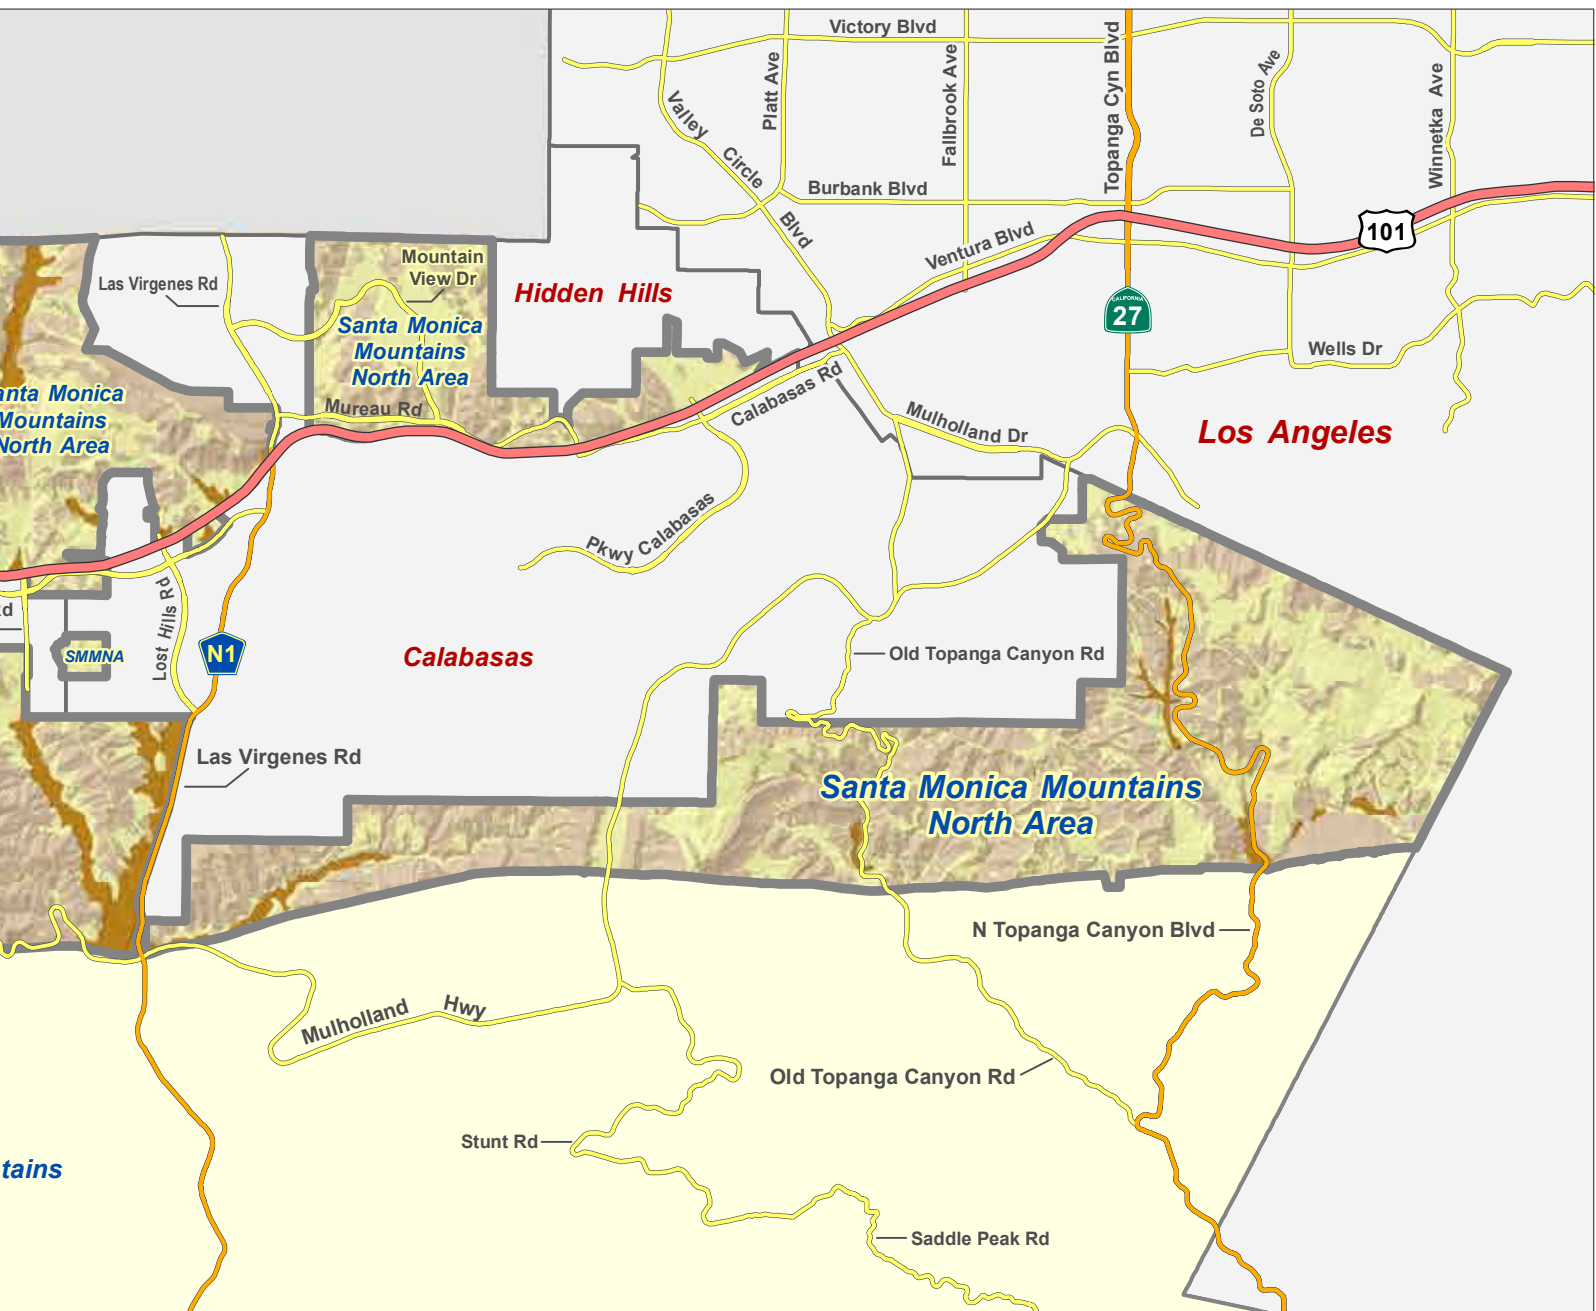 Victory Blvd
Platt Ave
Fallbrook Ave
Topanga Cyn Blvd
De Soto Ave
Winnetka Ave
Valley Circle Blvd
Burbank Blvd
Ventura Blvd
101
CALIFORNIA
27
Mountain
View Dr
Las Virgenes Rd
Hidden Hills
Santa Monica
Mountains
North Area
Wells Dr
Calabasas Rd
Mureau Rd
Mulholland Dr
Los Angeles
anta Monica
Mountains
North Area
Pkwy Calabasas
Lost Hills Rd
Rd
SMMNA
N1
Calabasas
Old Topanga Canyon Rd
Las Virgenes Rd
Santa Monica Mountains
North Area
N Topanga Canyon Blvd
Mulholland Hwy
Old Topanga Canyon Rd
Stunt Rd
tains
Saddle Peak Rd